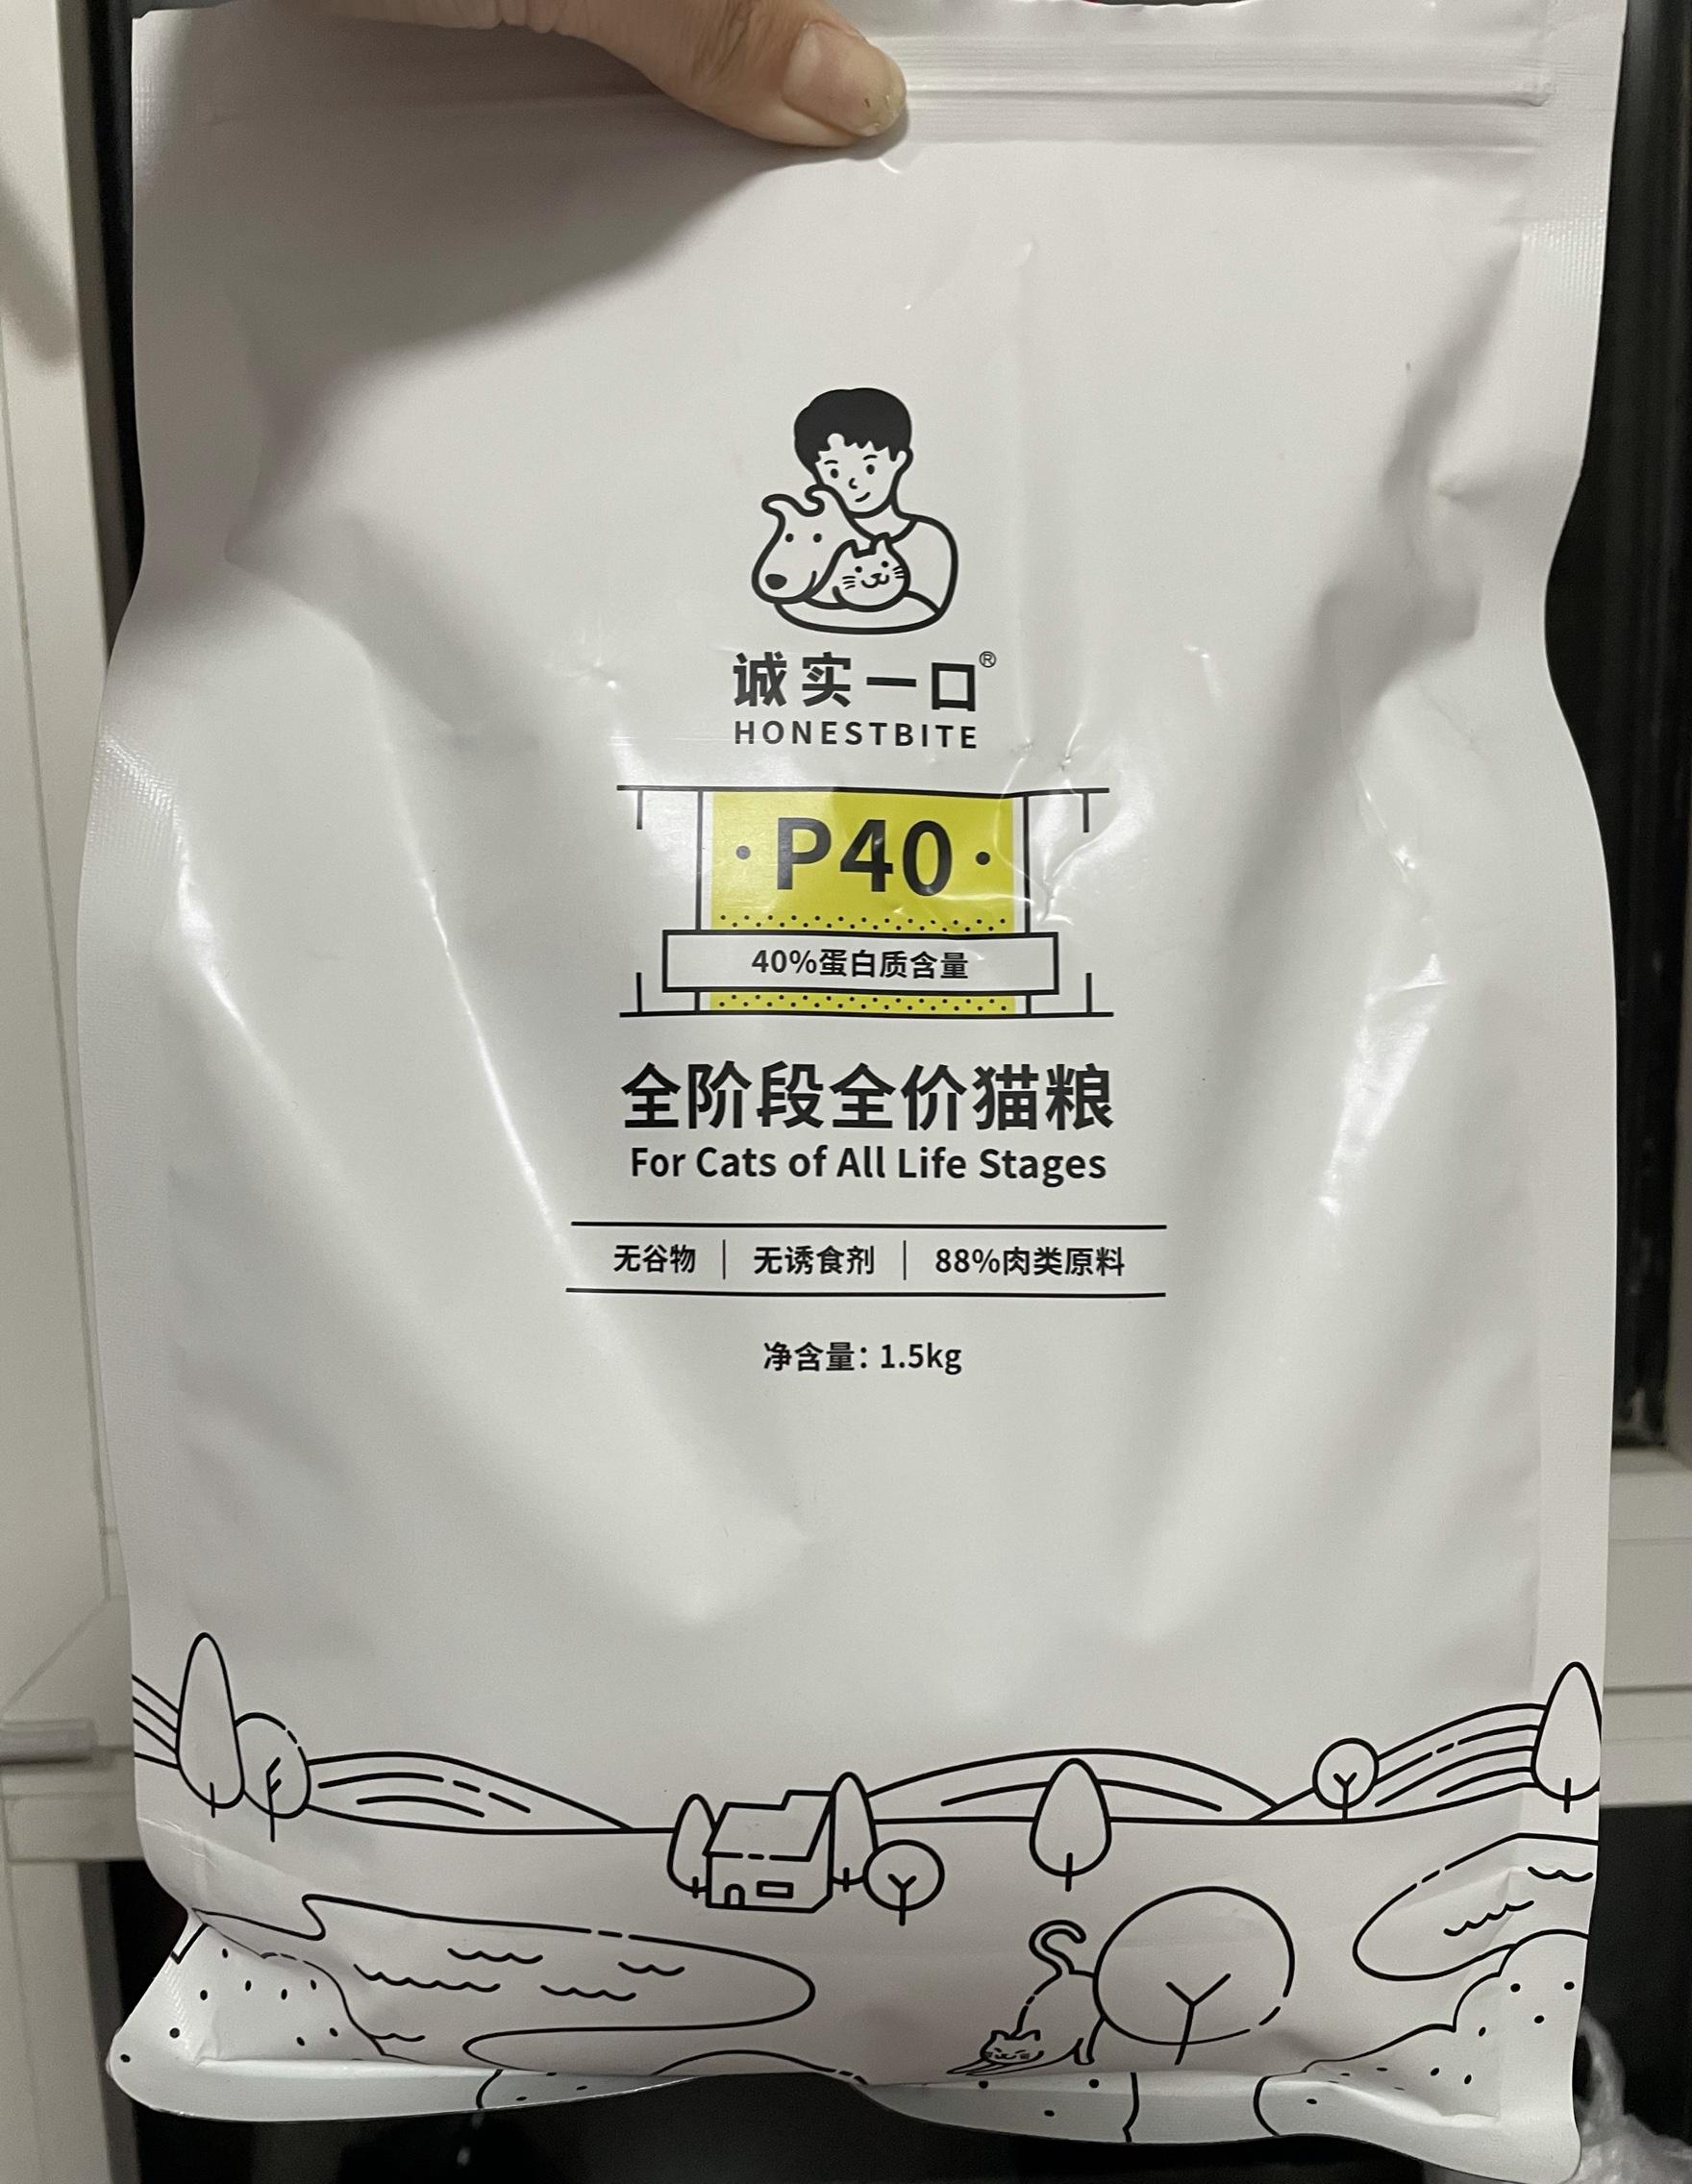 诚实一口®
HONESTBITE
·P40·
40%蛋白质含量
全阶段全价猫粮
For Cats of All Life Stages
无谷物 | 无诱食剂 | 88%肉类原料
净含量：1.5kg